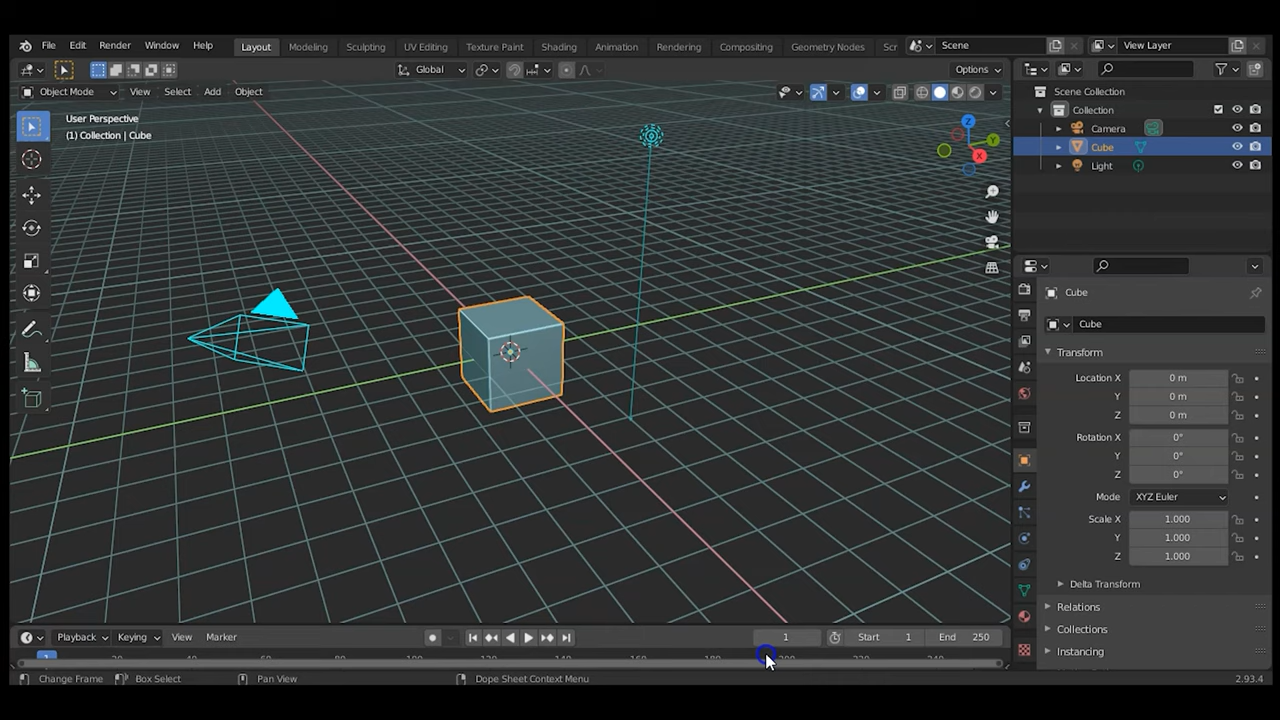 File Edit Render Window Help Layout Modeling Sculpting UV Editing Texture Paint Shading Animation Rendering Compositing Geometry Nodes Scr Scene View Layer
Global Options
Object Mode View Select Add Object
User Perspective
(1) Collection | Cube
Z
Y
X
Scene Collection
Collection
Camera
Cube
Light
Cube
Cube
Transform
Location X 0 m
Y 0 m
Z 0 m
Rotation X 0°
Y 0°
Z 0°
Mode XYZ Euler
Scale X 1.000
Y 1.000
Z 1.000
Delta Transform
Relations
Collections
Instancing
Playback Keying View Marker 1 Start 1 End 250
1
Change Frame Box Select Pan View Dope Sheet Context Menu 2.93.4